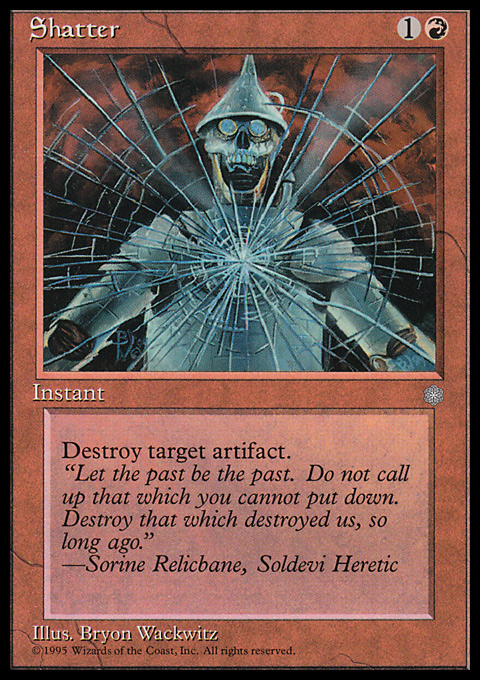 Shatter
1
Instant
Destroy target artifact.
“Let the past be the past. Do not call
up that which you cannot put down.
Destroy that which destroyed us, so
long ago.”
—Sorine Relicbane, Soldevi Heretic
Illus. Bryon Wackwitz
©1995 Wizards of the Coast, Inc. All rights reserved.